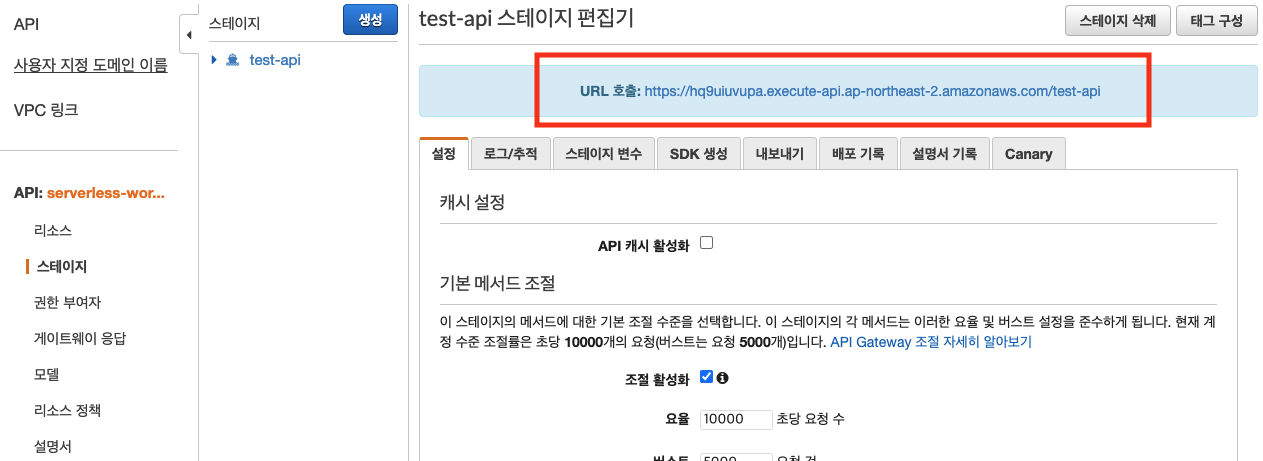 API
사용자 지정 도메인 이름
VPC 링크
API: serverless-wor...
리소스
스테이지
권한 부여자
게이트웨이 응답
모델
리소스 정책
설명서
스테이지
생성
test-api
test-api 스테이지 편집기
스테이지 삭제
태그 구성
URL 호출: https://hq9uiuvupa.execute-api.ap-northeast-2.amazonaws.com/test-api
설정
로그/추적
스테이지 변수
SDK 생성
내보내기
배포 기록
설명서 기록
Canary
캐시 설정
API 캐시 활성화
기본 메서드 조절
이 스테이지의 메서드에 대한 기본 조절 수준을 선택합니다. 이 스테이지의 각 메서드는 이러한 요율 및 버스트 설정을 준수하게 됩니다. 현재 계
정 수준 조절률은 초당 10000개의 요청(버스트는 요청 5000개)입니다. API Gateway 조절 자세히 알아보기
조절 활성화
요율 10000 초당 요청 수
버스트 5000 요청 건